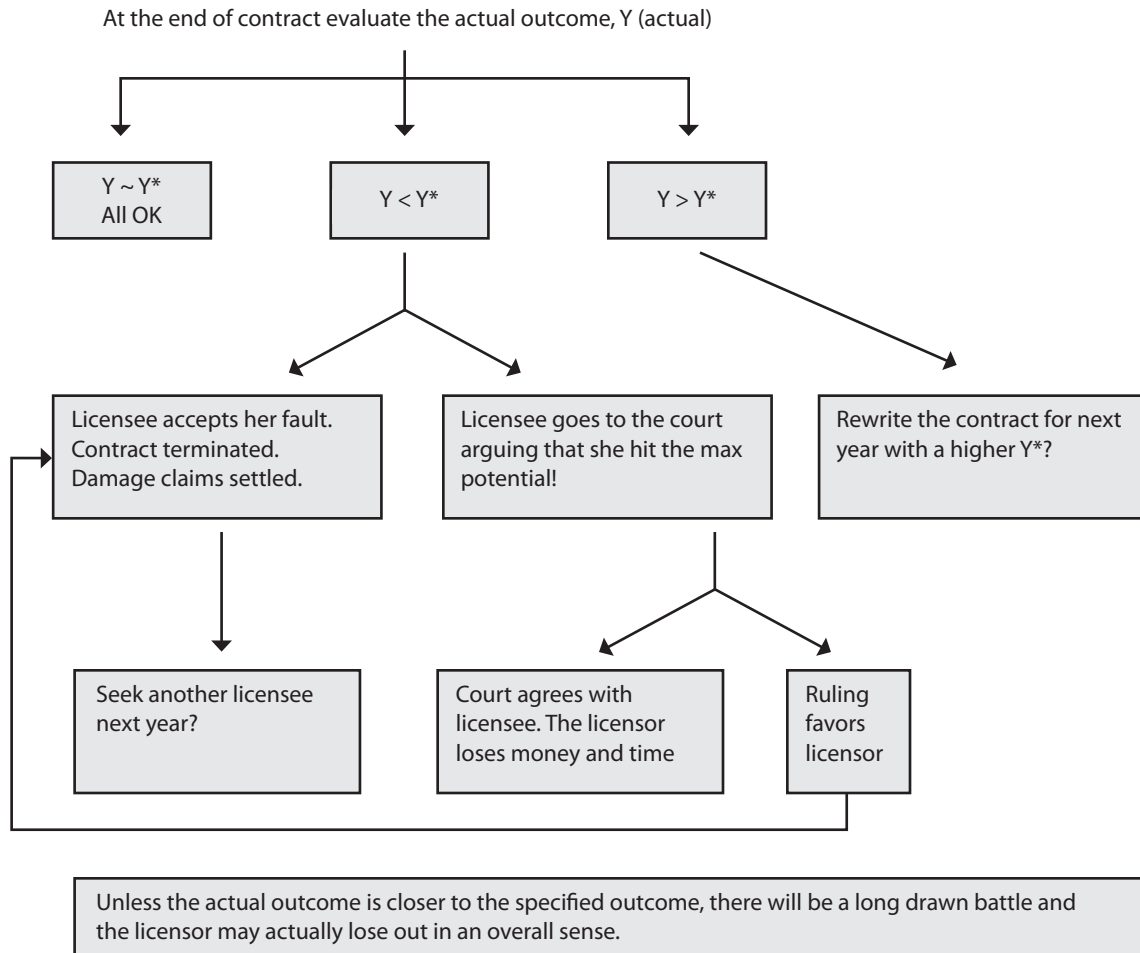 At the end of contract evaluate the actual outcome, Y (actual)
Y ~ Y*
All OK
Y < Y*
Y > Y*
Licensee accepts her fault.
Contract terminated.
Damage claims settled.
Licensee goes to the court
arguing that she hit the max
potential!
Rewrite the contract for next
year with a higher Y*?
Seek another licensee
next year?
Court agrees with
licensee. The licensor
loses money and time
Ruling
favors
licensor
Unless the actual outcome is closer to the specified outcome, there will be a long drawn battle and
the licensor may actually lose out in an overall sense.